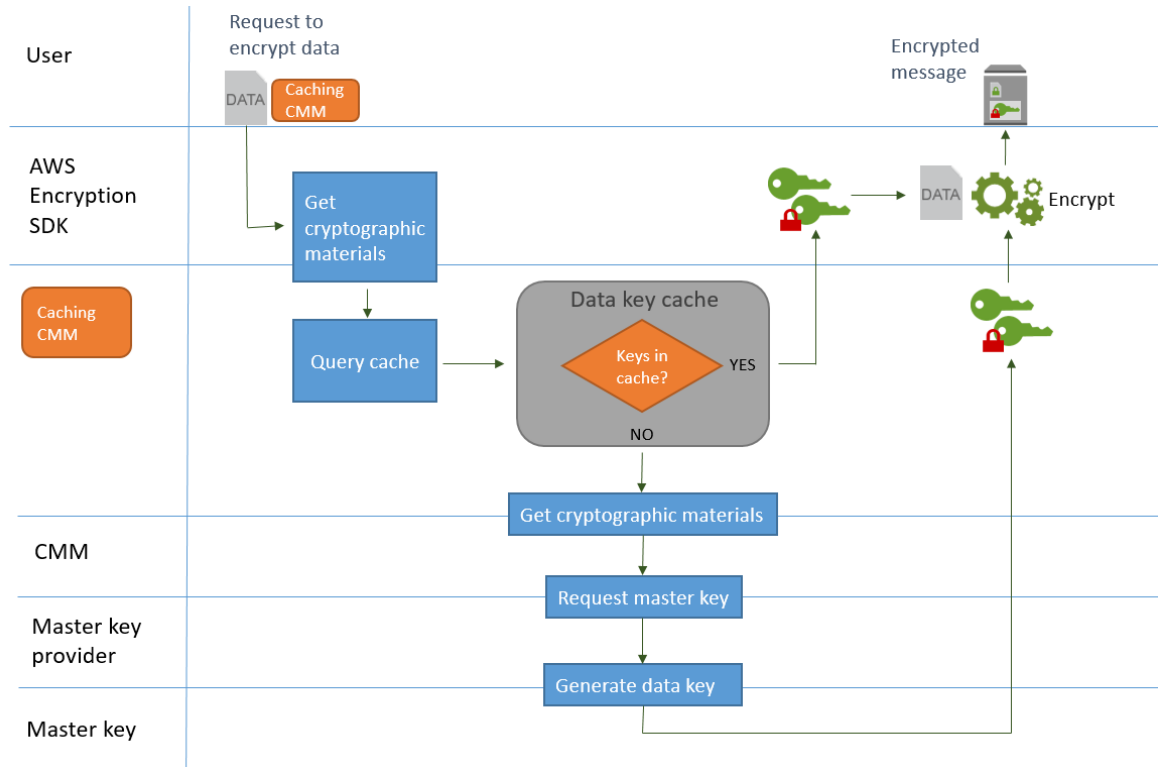 User
Request to
encrypt data
DATA
Caching
CMM
Encrypted
message
AWS
Encryption
SDK
Get
cryptographic
materials
DATA
Encrypt
Caching
CMM
Query cache
Data key cache
Keys in
cache?
YES
NO
Get cryptographic materials
CMM
Request master key
Master key
provider
Generate data key
Master key